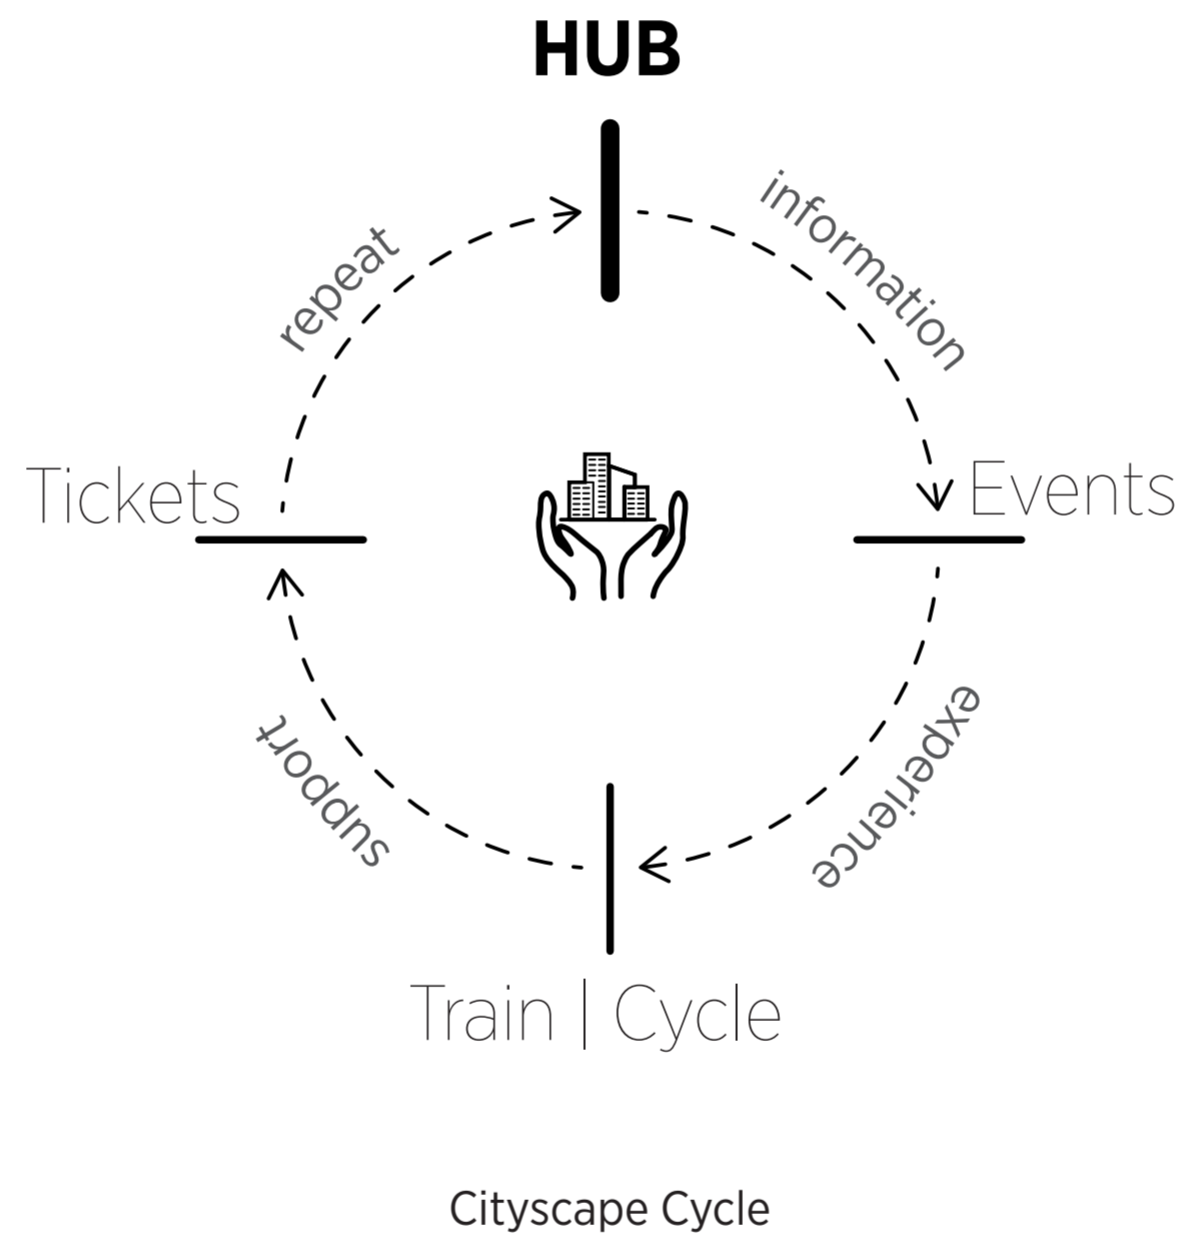 HUB
information
repeat
Tickets
Events
experience
support
Train | Cycle
Cityscape Cycle